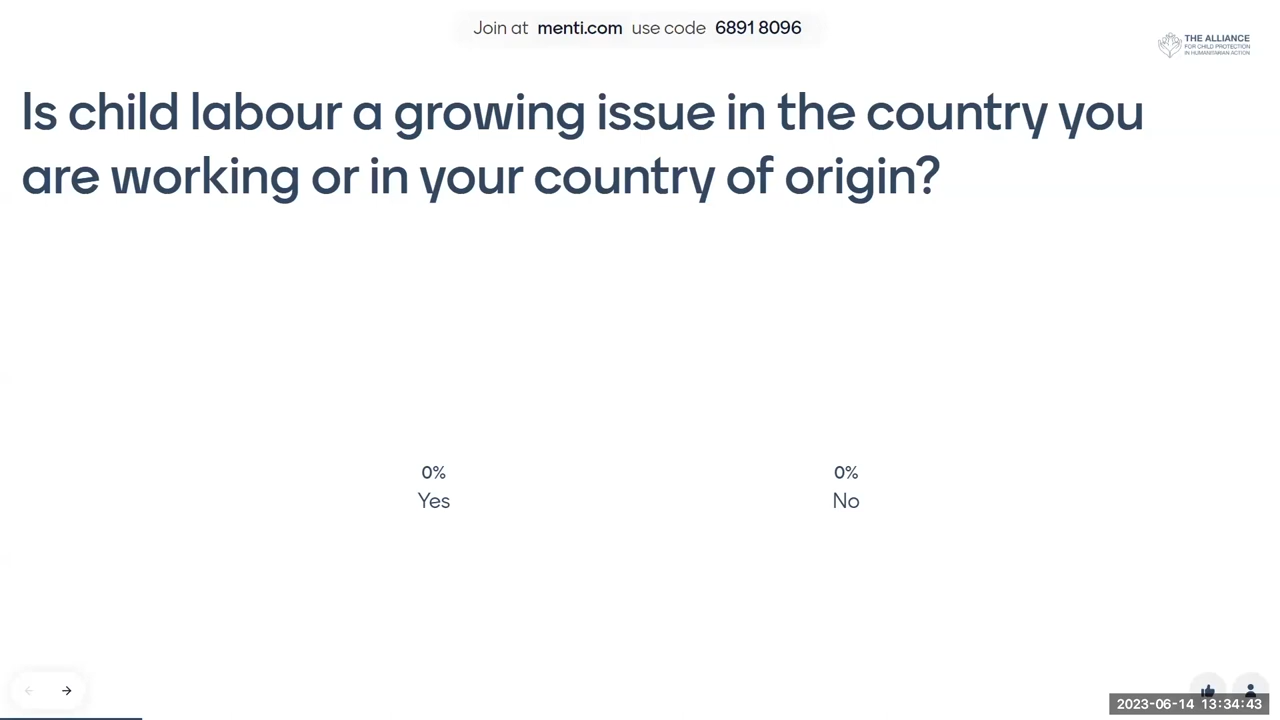 Join at menti.com use code 6891 8096
THE ALLIANCE
FOR CHILD PROTECTION
IN HUMANITARIAN ACTION
Is child labour a growing issue in the country you
are working or in your country of origin?
0%
Yes
0%
No
2023-06-14 13:34:43